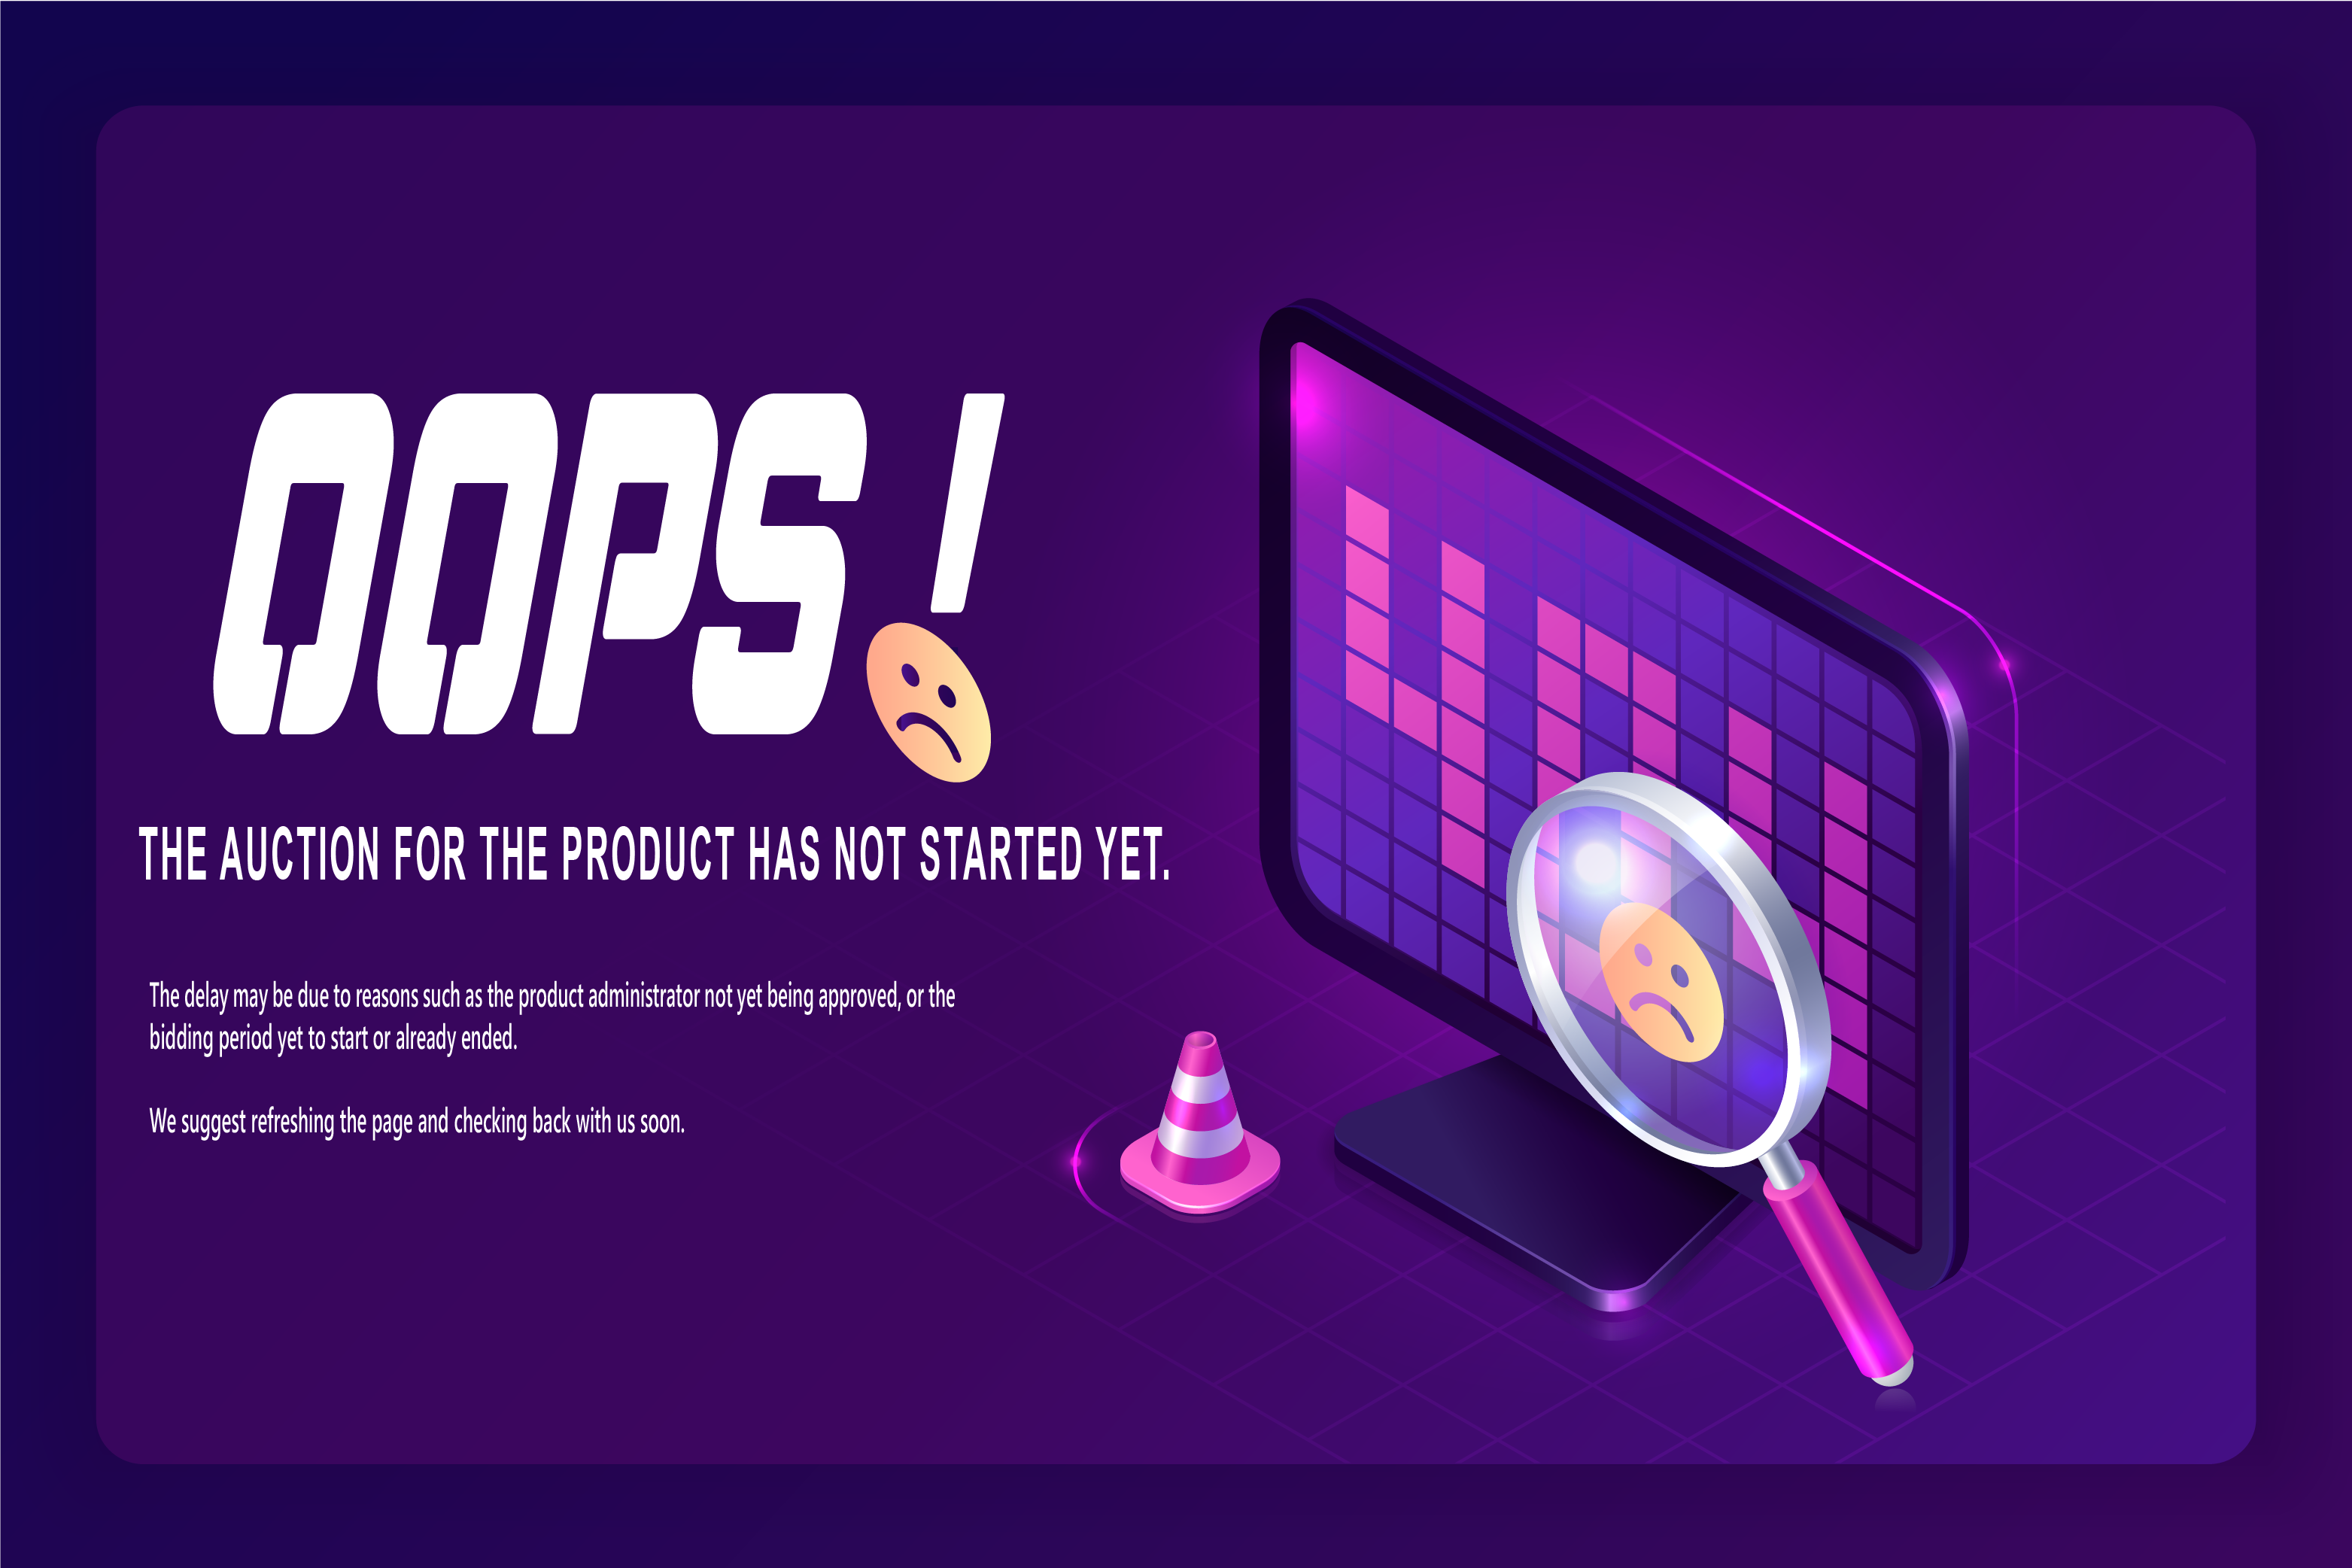 OOPS!
THE AUCTION FOR THE PRODUCT HAS NOT STARTED YET.
The delay may be due to reasons such as the product administrator not yet being approved, or the
bidding period yet to start or already ended.
We suggest refreshing the page and checking back with us soon.
404